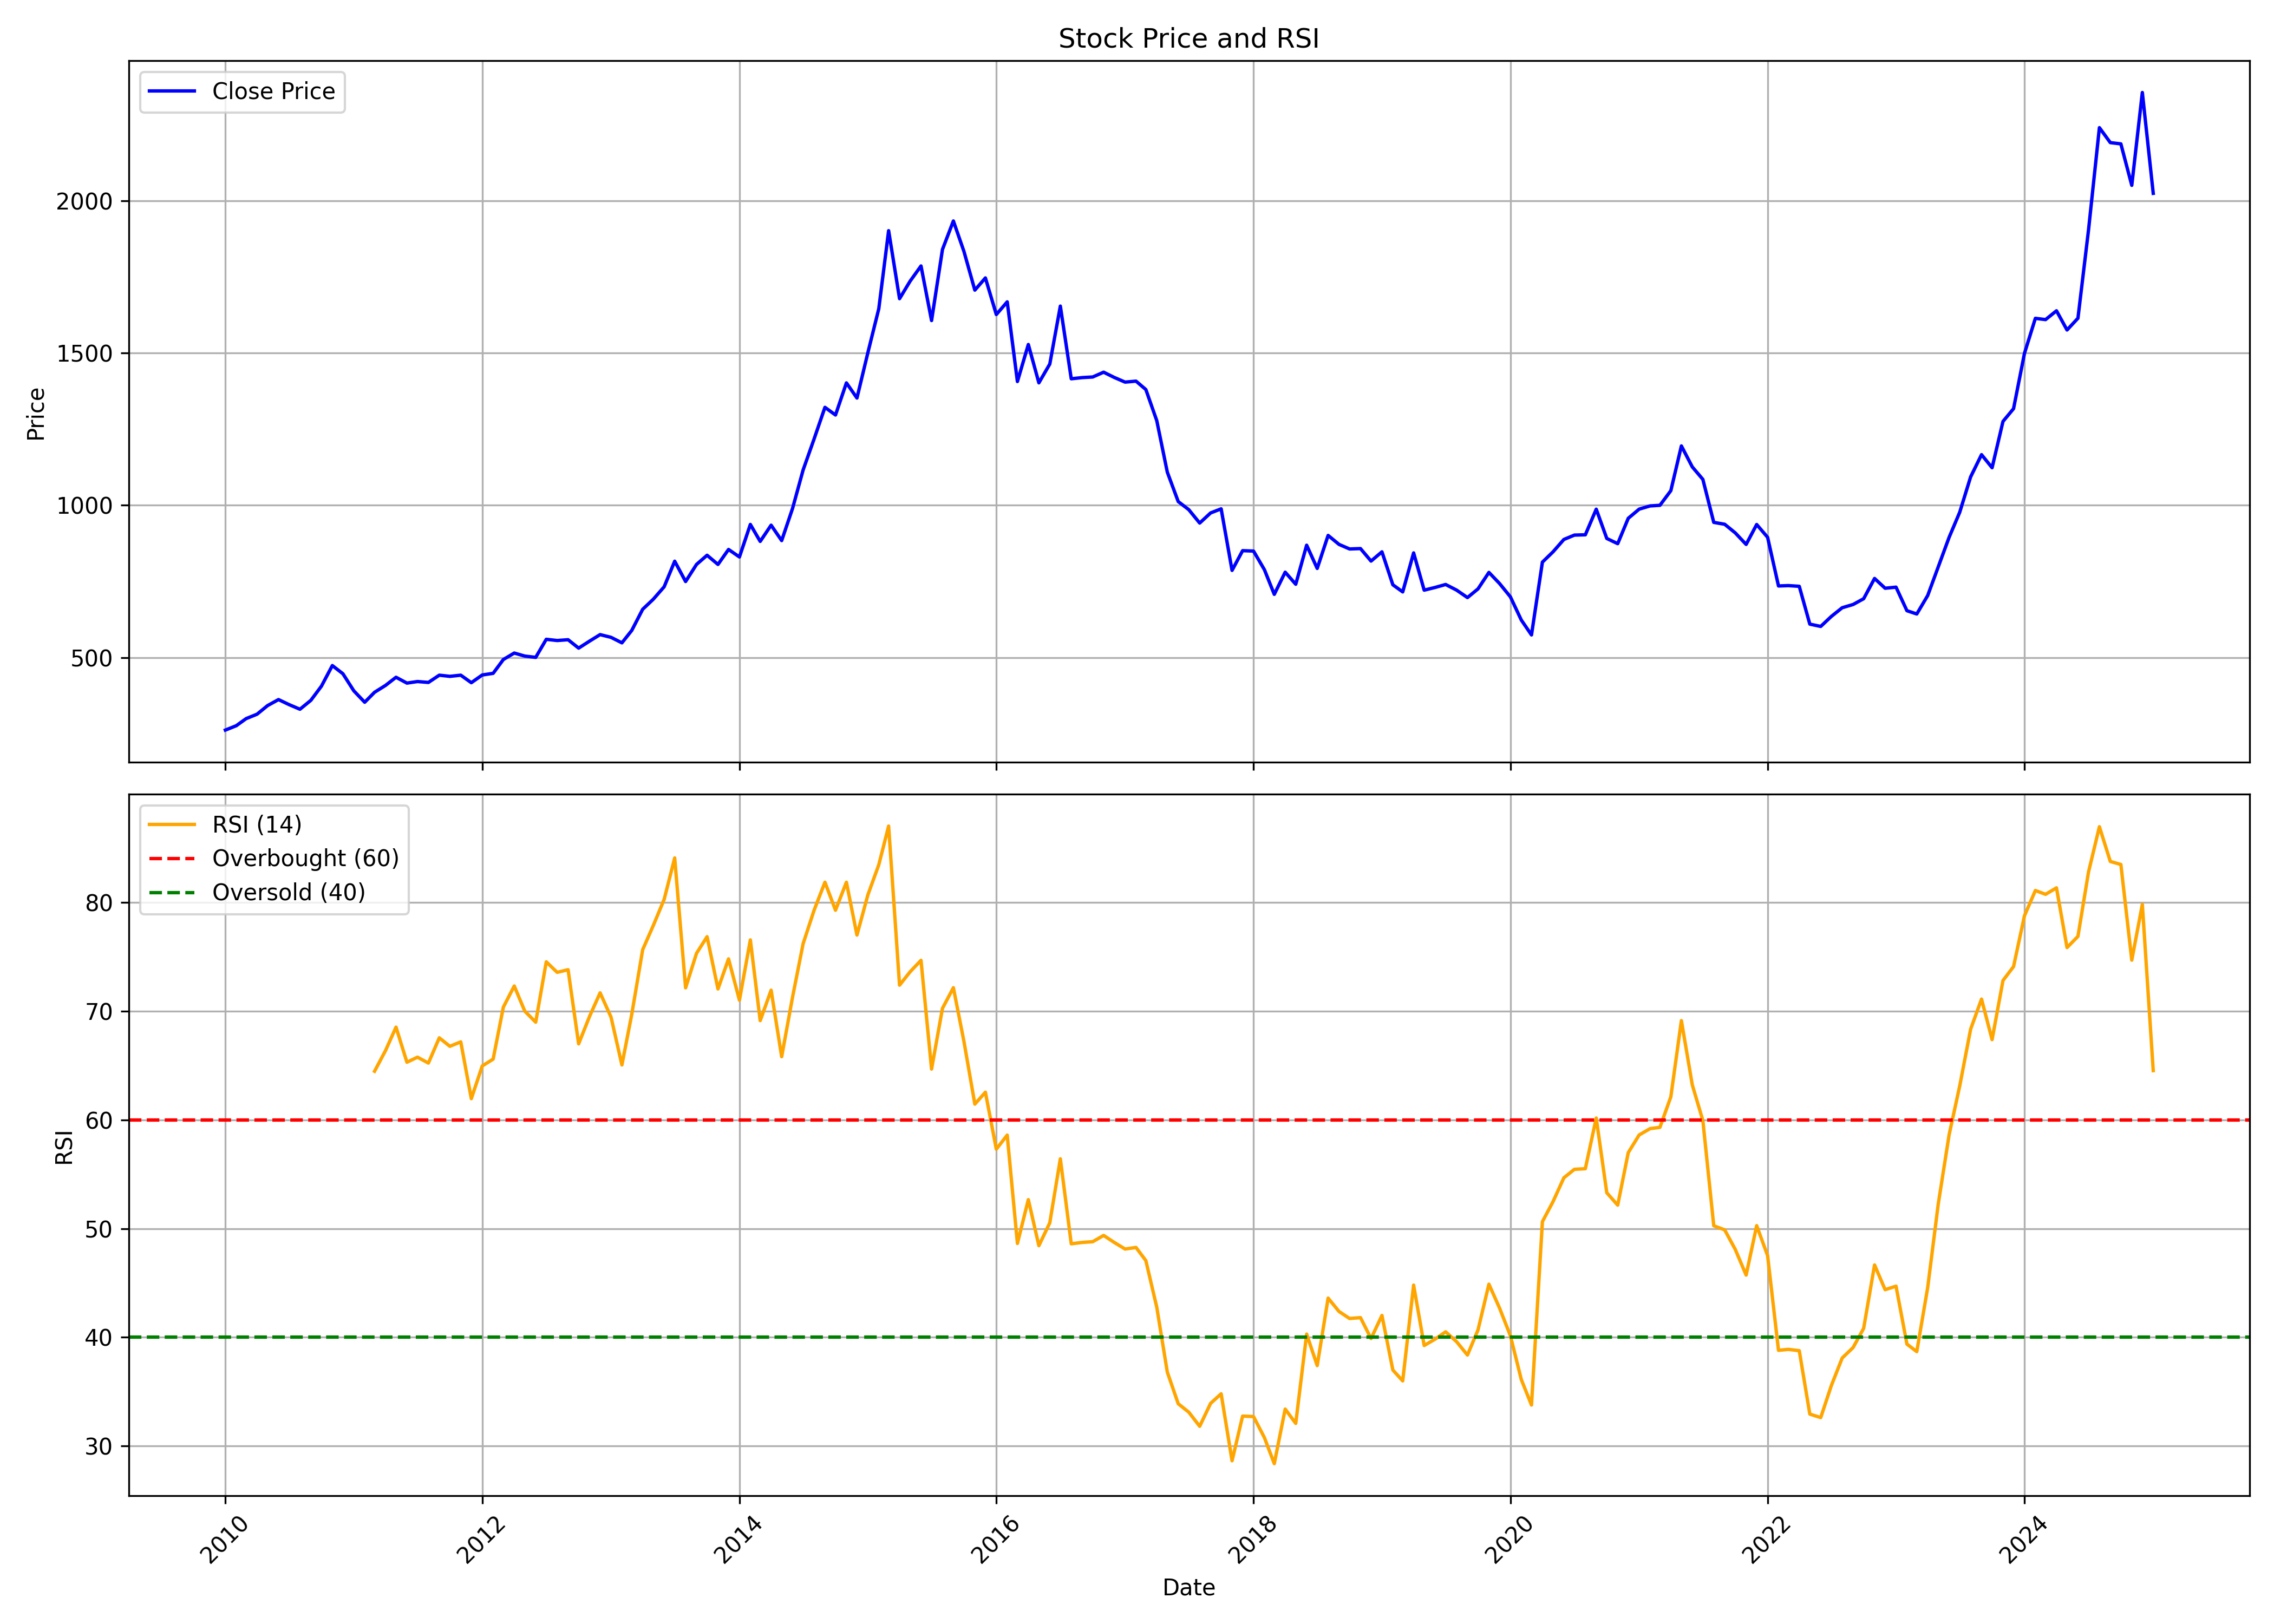 Stock Price and RSI
Close Price
Price
2000
1500
1000
500
RSI (14)
Overbought (60)
Oversold (40)
RSI
80
70
60
50
40
30
2010
2012
2014
2016
2018
2020
2022
2024
Date